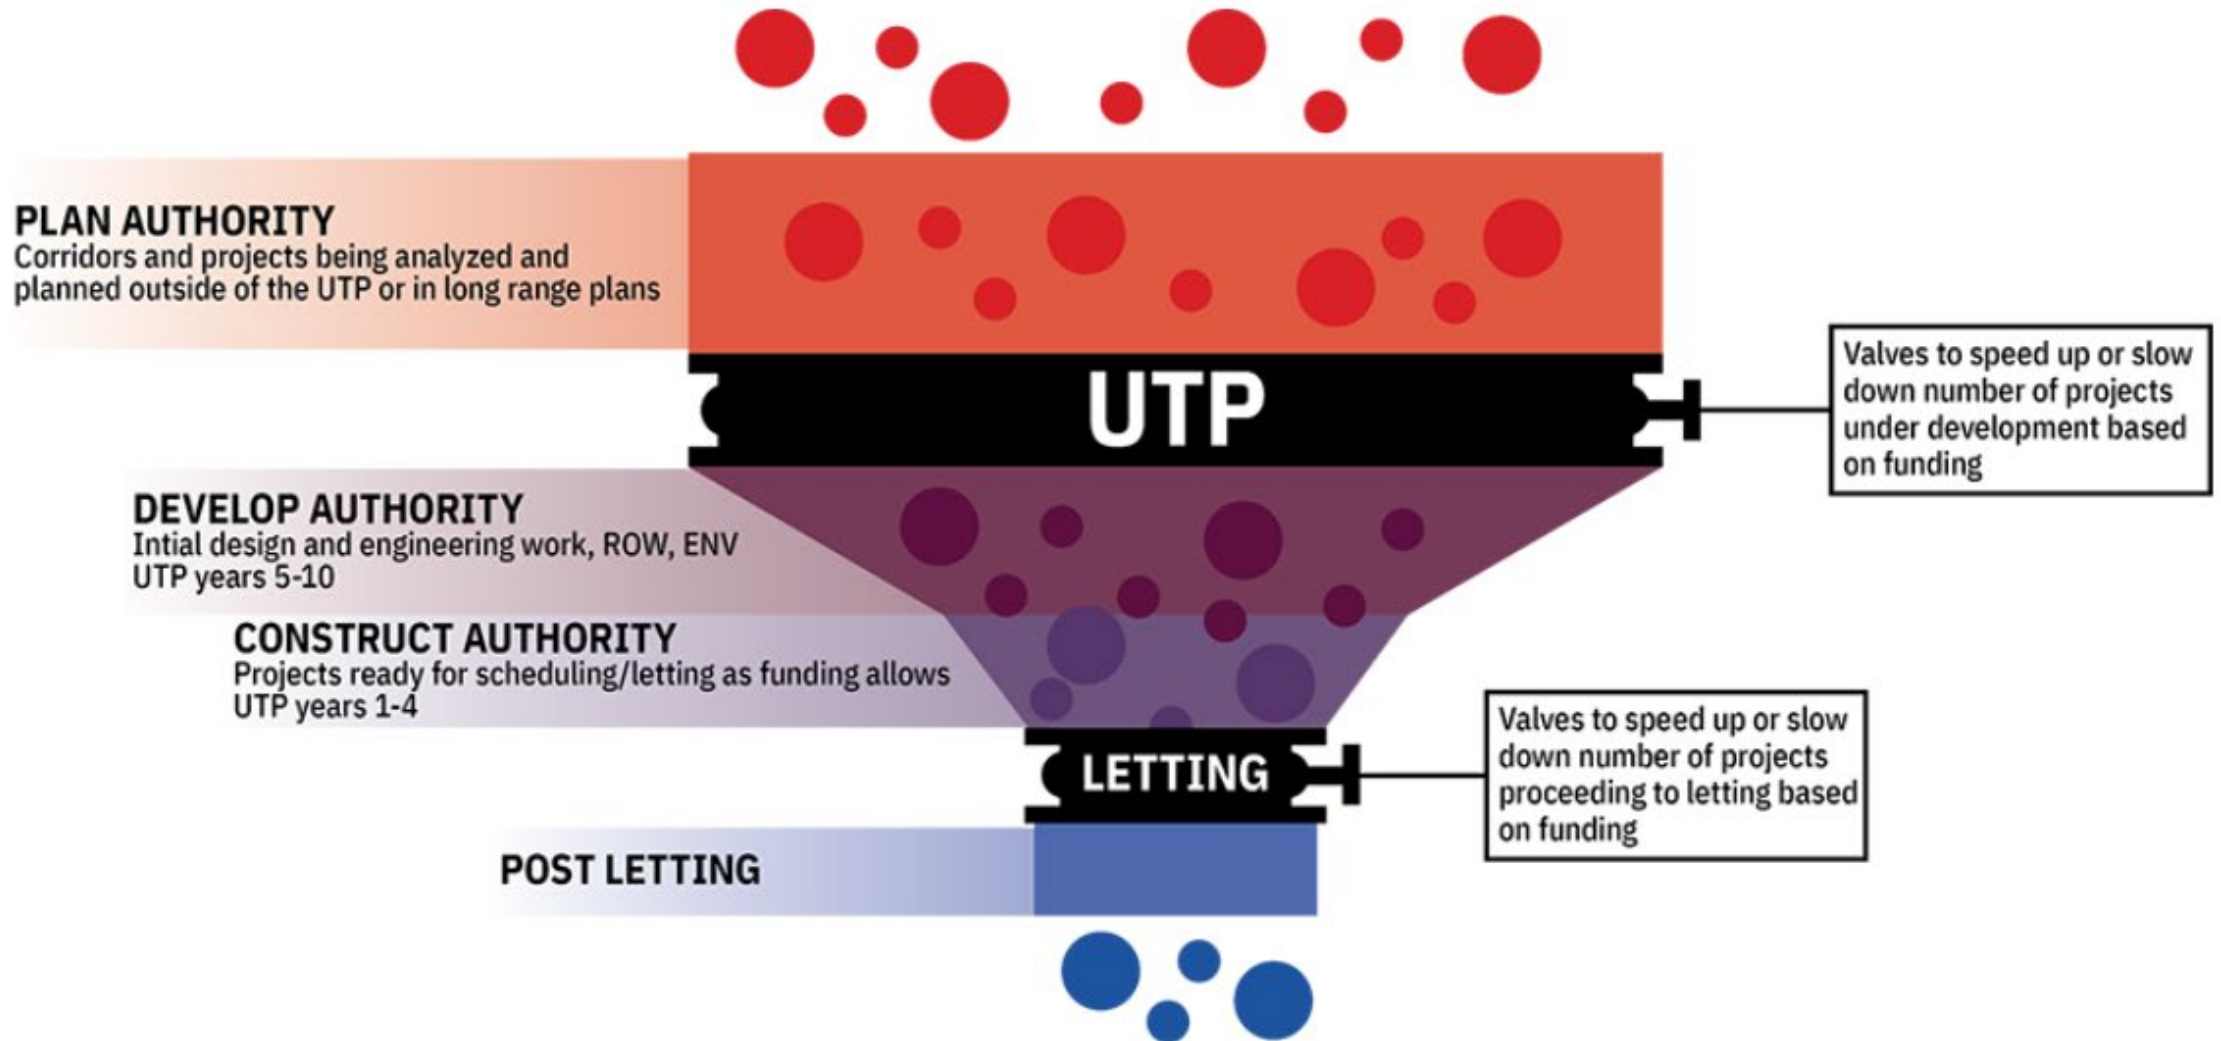 PLAN AUTHORITY
Corridors and projects being analyzed and
planned outside of the UTP or in long range plans
UTP
Valves to speed up or slow
down number of projects
under development based
on funding
DEVELOP AUTHORITY
Intial design and engineering work, ROW, ENV
UTP years 5-10
CONSTRUCT AUTHORITY
Projects ready for scheduling/letting as funding allows
UTP years 1-4
LETTING
Valves to speed up or slow
down number of projects
proceeding to letting based
on funding
POST LETTING